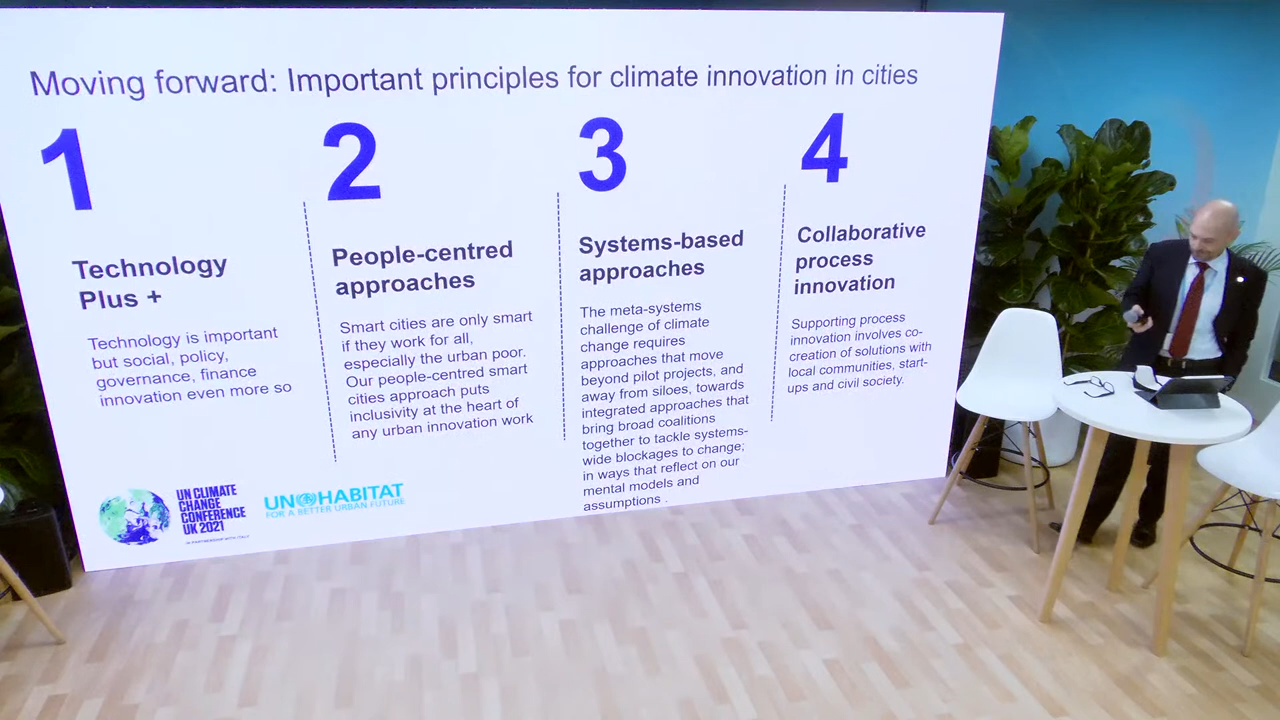 Moving forward: Important principles for climate innovation in cities
1
Technology
Plus +
Technology is important
but social, policy,
governance, finance
innovation even more so
2
People-centred
approaches
Smart cities are only smart
if they work for all,
especially the urban poor.
Our people-centred smart
cities approach puts
inclusivity at the heart of
any urban innovation work
3
Systems-based
approaches
The meta-systems
challenge of climate
change requires
approaches that move
beyond pilot projects, and
away from siloes, towards
integrated approaches that
bring broad coalitions
together to tackle systems-
wide blockages to change;
in ways that reflect on our
mental models and
assumptions .
4
Collaborative
process
innovation
Supporting process
innovation involves co-
creation of solutions with
local communities, start-
ups and civil society.
UN CLIMATE
CHANGE
CONFERENCE
UK 2021
IN PARTNERSHIP WITH ITALY
UN HABITAT
FOR A BETTER URBAN FUTURE